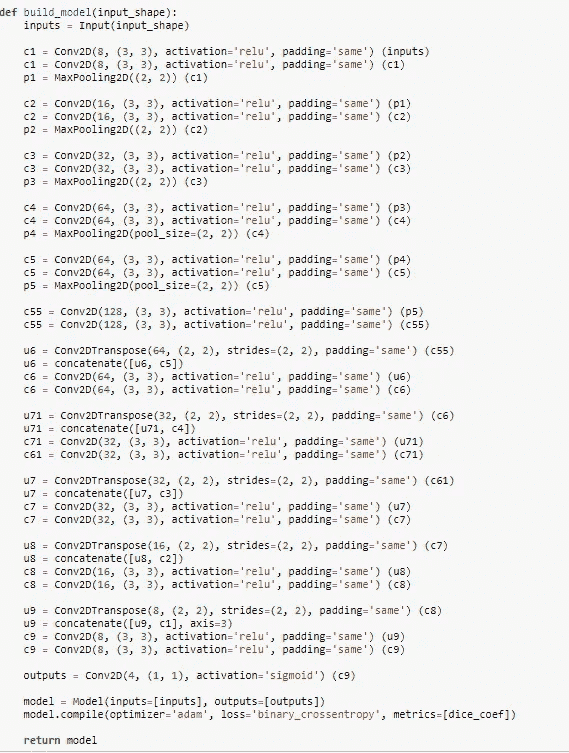 def build_model(input_shape):
    inputs = Input(input_shape)

    c1 = Conv2D(8, (3, 3), activation='relu', padding='same') (inputs)
    c1 = Conv2D(8, (3, 3), activation='relu', padding='same') (c1)
    p1 = MaxPooling2D((2, 2)) (c1)

    c2 = Conv2D(16, (3, 3), activation='relu', padding='same') (p1)
    c2 = Conv2D(16, (3, 3), activation='relu', padding='same') (c2)
    p2 = MaxPooling2D((2, 2)) (c2)

    c3 = Conv2D(32, (3, 3), activation='relu', padding='same') (p2)
    c3 = Conv2D(32, (3, 3), activation='relu', padding='same') (c3)
    p3 = MaxPooling2D((2, 2)) (c3)

    c4 = Conv2D(64, (3, 3), activation='relu', padding='same') (p3)
    c4 = Conv2D(64, (3, 3), activation='relu', padding='same') (c4)
    p4 = MaxPooling2D(pool_size=(2, 2)) (c4)

    c5 = Conv2D(64, (3, 3), activation='relu', padding='same') (p4)
    c5 = Conv2D(64, (3, 3), activation='relu', padding='same') (c5)
    p5 = MaxPooling2D(pool_size=(2, 2)) (c5)

    c55 = Conv2D(128, (3, 3), activation='relu', padding='same') (p5)
    c55 = Conv2D(128, (3, 3), activation='relu', padding='same') (c55)

    u6 = Conv2DTranspose(64, (2, 2), strides=(2, 2), padding='same') (c55)
    u6 = concatenate([u6, c5])
    c6 = Conv2D(64, (3, 3), activation='relu', padding='same') (u6)
    c6 = Conv2D(64, (3, 3), activation='relu', padding='same') (c6)

    u71 = Conv2DTranspose(32, (2, 2), strides=(2, 2), padding='same') (c6)
    u71 = concatenate([u71, c4])
    c71 = Conv2D(32, (3, 3), activation='relu', padding='same') (u71)
    c61 = Conv2D(32, (3, 3), activation='relu', padding='same') (c71)

    u7 = Conv2DTranspose(32, (2, 2), strides=(2, 2), padding='same') (c61)
    u7 = concatenate([u7, c3])
    c7 = Conv2D(32, (3, 3), activation='relu', padding='same') (u7)
    c7 = Conv2D(32, (3, 3), activation='relu', padding='same') (c7)

    u8 = Conv2DTranspose(16, (2, 2), strides=(2, 2), padding='same') (c7)
    u8 = concatenate([u8, c2])
    c8 = Conv2D(16, (3, 3), activation='relu', padding='same') (u8)
    c8 = Conv2D(16, (3, 3), activation='relu', padding='same') (c8)

    u9 = Conv2DTranspose(8, (2, 2), strides=(2, 2), padding='same') (c8)
    u9 = concatenate([u9, c1], axis=3)
    c9 = Conv2D(8, (3, 3), activation='relu', padding='same') (u9)
    c9 = Conv2D(8, (3, 3), activation='relu', padding='same') (c9)

    outputs = Conv2D(4, (1, 1), activation='sigmoid') (c9)

    model = Model(inputs=[inputs], outputs=[outputs])
    model.compile(optimizer='adam', loss='binary_crossentropy', metrics=[dice_coef])

    return model